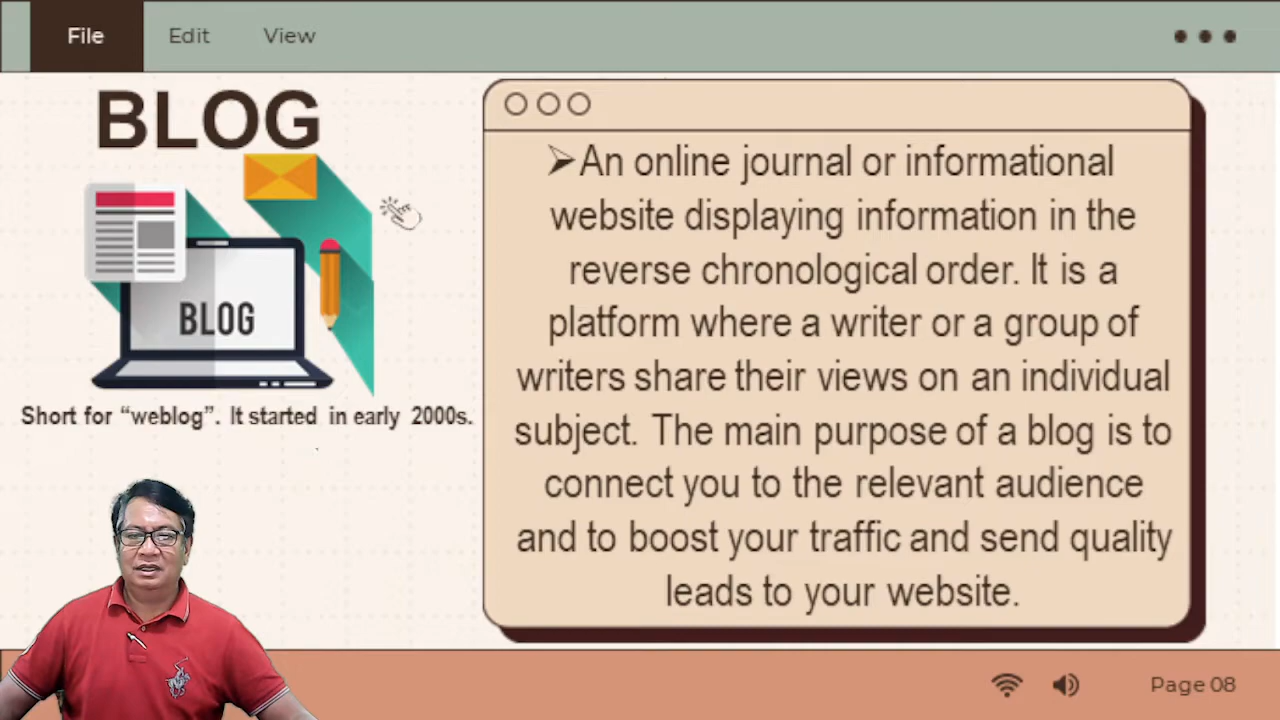 File Edit View
BLOG
BLOG
Short for “weblog”. It started in early 2000s.
➢An online journal or informational
website displaying information in the
reverse chronological order. It is a
platform where a writer or a group of
writers share their views on an individual
subject. The main purpose of a blog is to
connect you to the relevant audience
and to boost your traffic and send quality
leads to your website.
Page 08